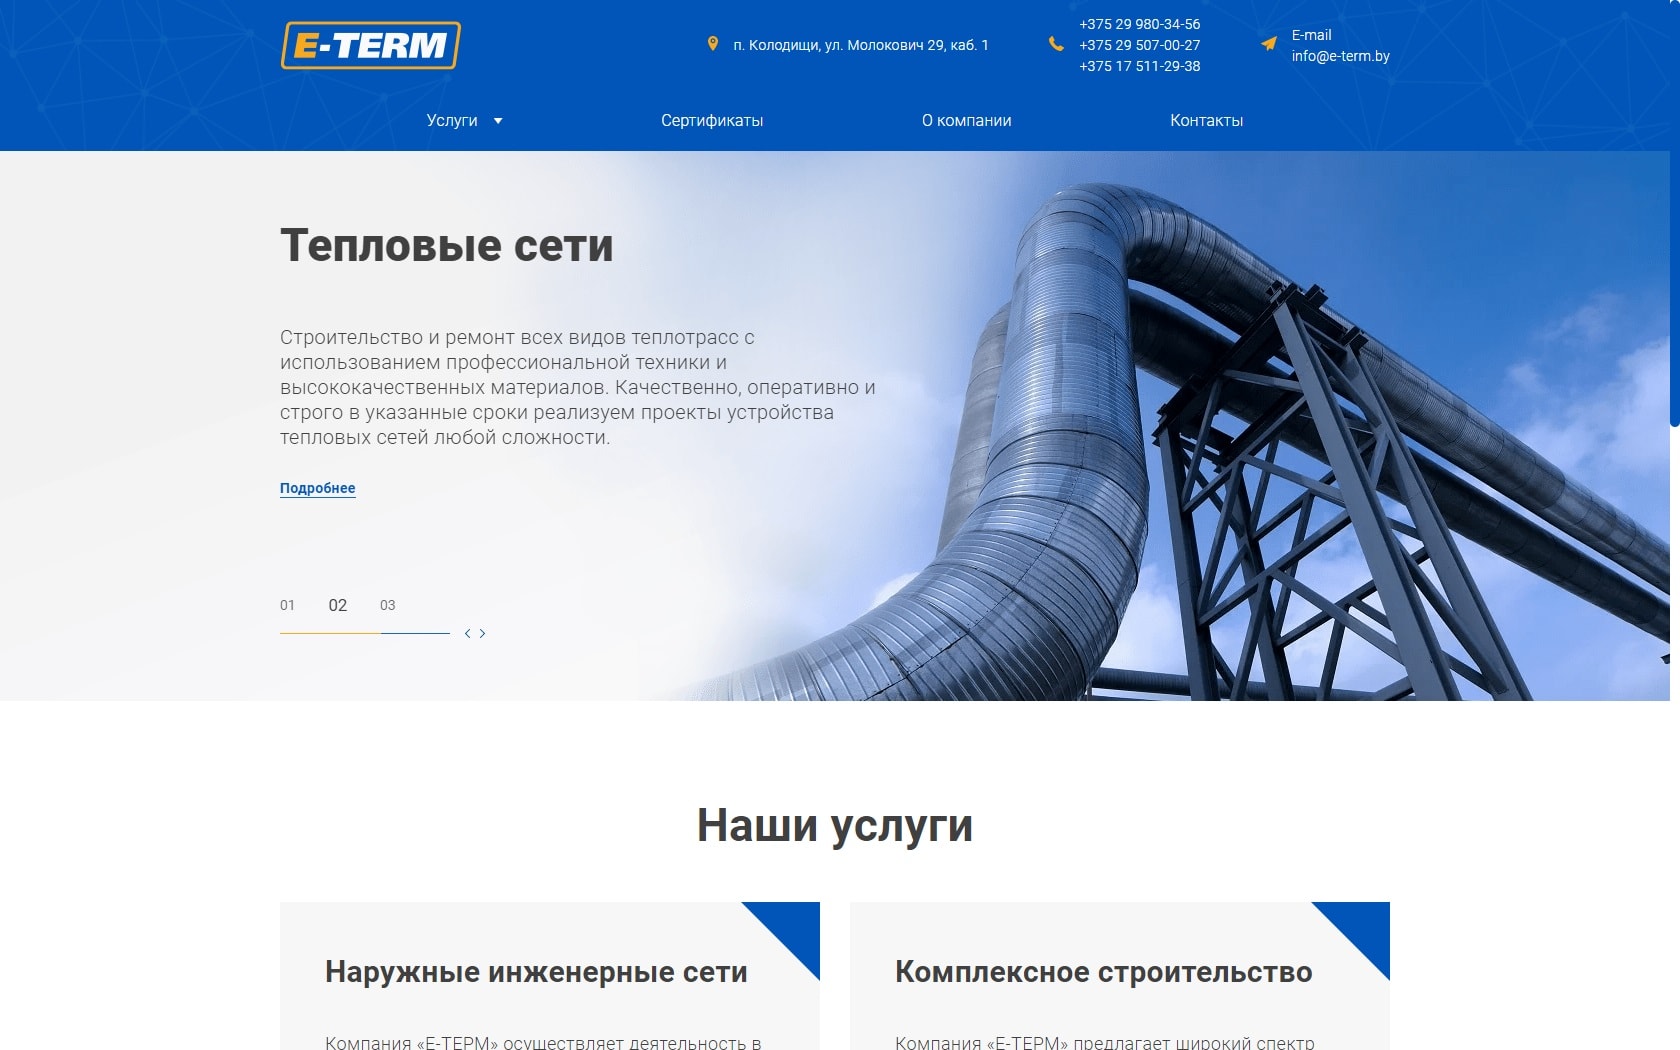 E-TERM
п. Колодищи, ул. Молокович 29, каб. 1
+375 29 980-34-56
+375 29 507-00-27
+375 17 511-29-38
E-mail
info@e-term.by
Услуги
Сертификаты
О компании
Контакты
Тепловые сети
Строительство и ремонт всех видов теплотрасс с
использованием профессиональной техники и
высококачественных материалов. Качественно, оперативно и
строго в указанные сроки реализуем проекты устройства
тепловых сетей любой сложности.
Подробнее
01 02 03
Наши услуги
Наружные инженерные сети
Компания «Е-ТЕРМ» осуществляет деятельность в
Комплексное строительство
Компания «Е-ТЕРМ» предлагает широкий спектр